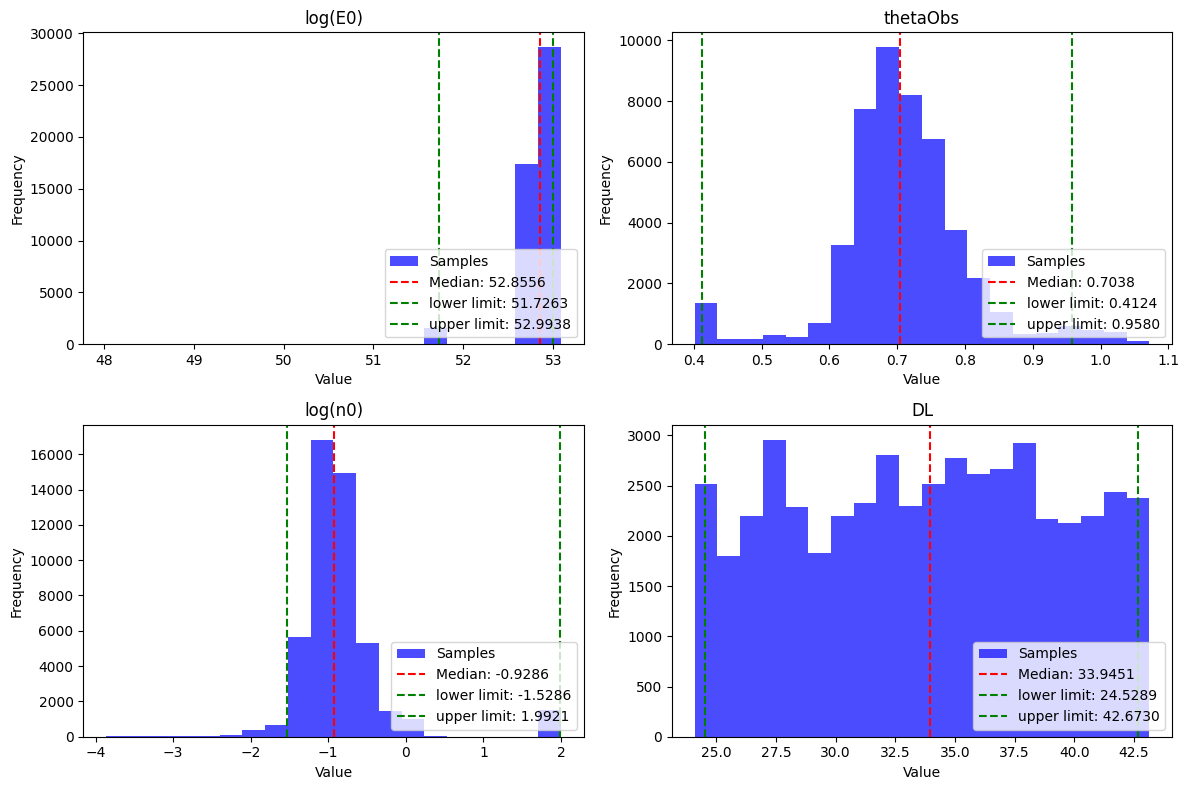 log(E0)
Frequency
30000
25000
20000
15000
10000
5000
0
48 49 50 51 52 53
Value
Samples
Median: 52.8556
lower limit: 51.7263
upper limit: 52.9938
thetaObs
Frequency
10000
8000
6000
4000
2000
0
0.4 0.5 0.6 0.7 0.8 0.9 1.0 1.1
Value
Samples
Median: 0.7038
lower limit: 0.4124
upper limit: 0.9580
log(n0)
Frequency
16000
14000
12000
10000
8000
6000
4000
2000
0
−4 −3 −2 −1 0 1 2
Value
Samples
Median: -0.9286
lower limit: -1.5286
upper limit: 1.9921
DL
Frequency
3000
2500
2000
1500
1000
500
0
25.0 27.5 30.0 32.5 35.0 37.5 40.0 42.5
Value
Samples
Median: 33.9451
lower limit: 24.5289
upper limit: 42.6730